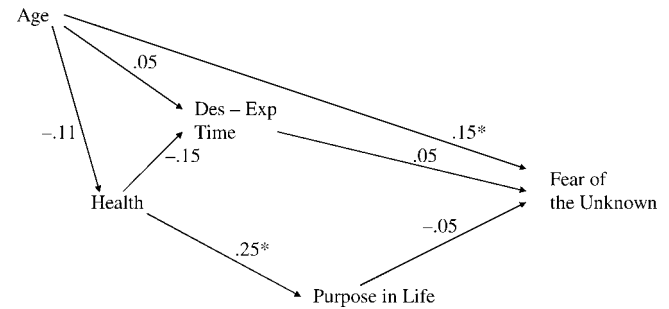 Age
.05
Des – Exp
Time
–.11
.15*
–.15
.05
Fear of
the Unknown
Health
–.05
.25*
Purpose in Life